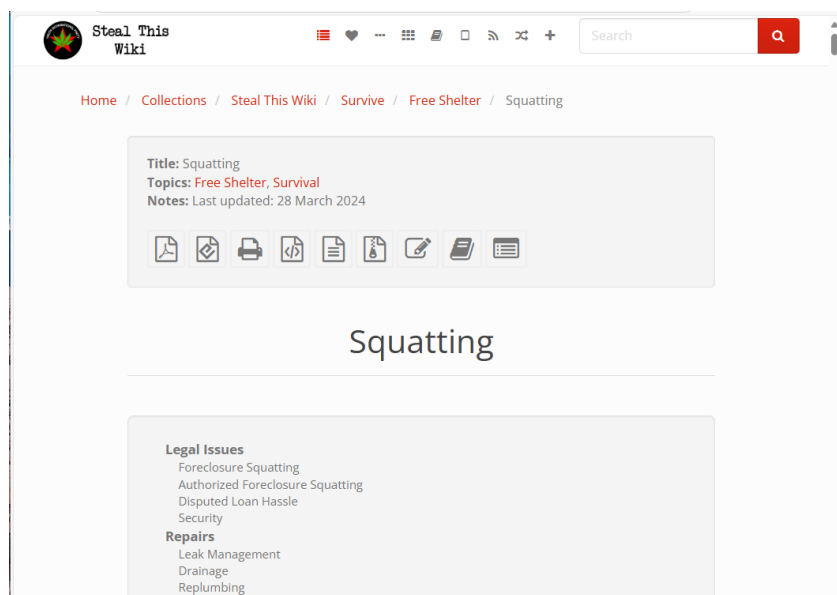 Steal This
Wiki
Search
Home / Collections / Steal This Wiki / Survive / Free Shelter / Squatting
Title: Squatting
Topics: Free Shelter, Survival
Notes: Last updated: 28 March 2024
Squatting
Legal Issues
Foreclosure Squatting
Authorized Foreclosure Squatting
Disputed Loan Hassle
Security
Repairs
Leak Management
Drainage
Replumbing